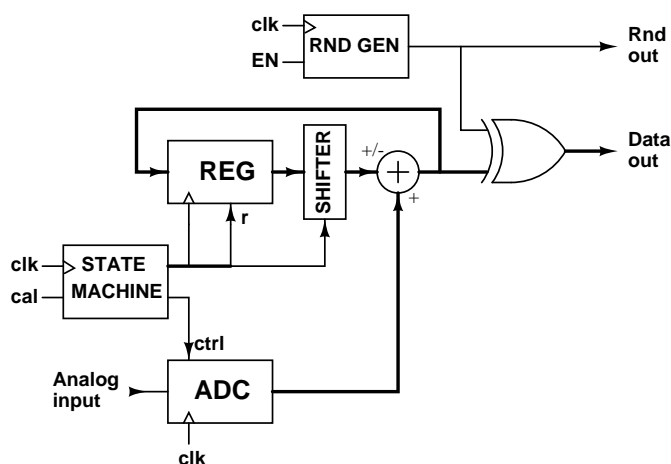 clk
RND GEN
EN
Rnd
out
Data
out
REG
SHIFTER
+/-
+
r
clk
STATE
cal
MACHINE
ctrl
Analog
input
ADC
clk